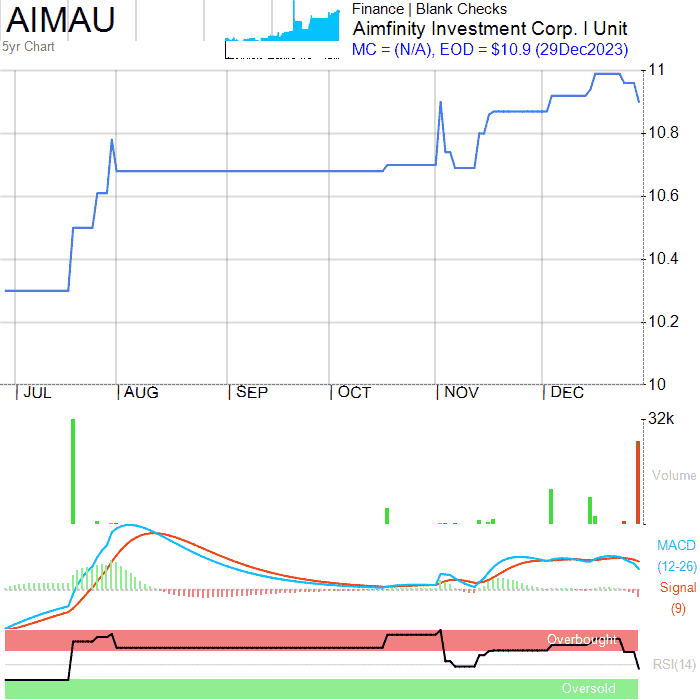 AIMAU
5yr Chart
Finance | Blank Checks
Aimfinity Investment Corp. I Unit
MC = (N/A), EOD = $10.9 (29Dec2023)
11
10.8
10.6
10.4
10.2
10
| JUL | AUG | SEP | OCT | NOV | DEC
32k
Volume
MACD
(12-26)
Signal
(9)
Overbought
RSI(14)
Oversold